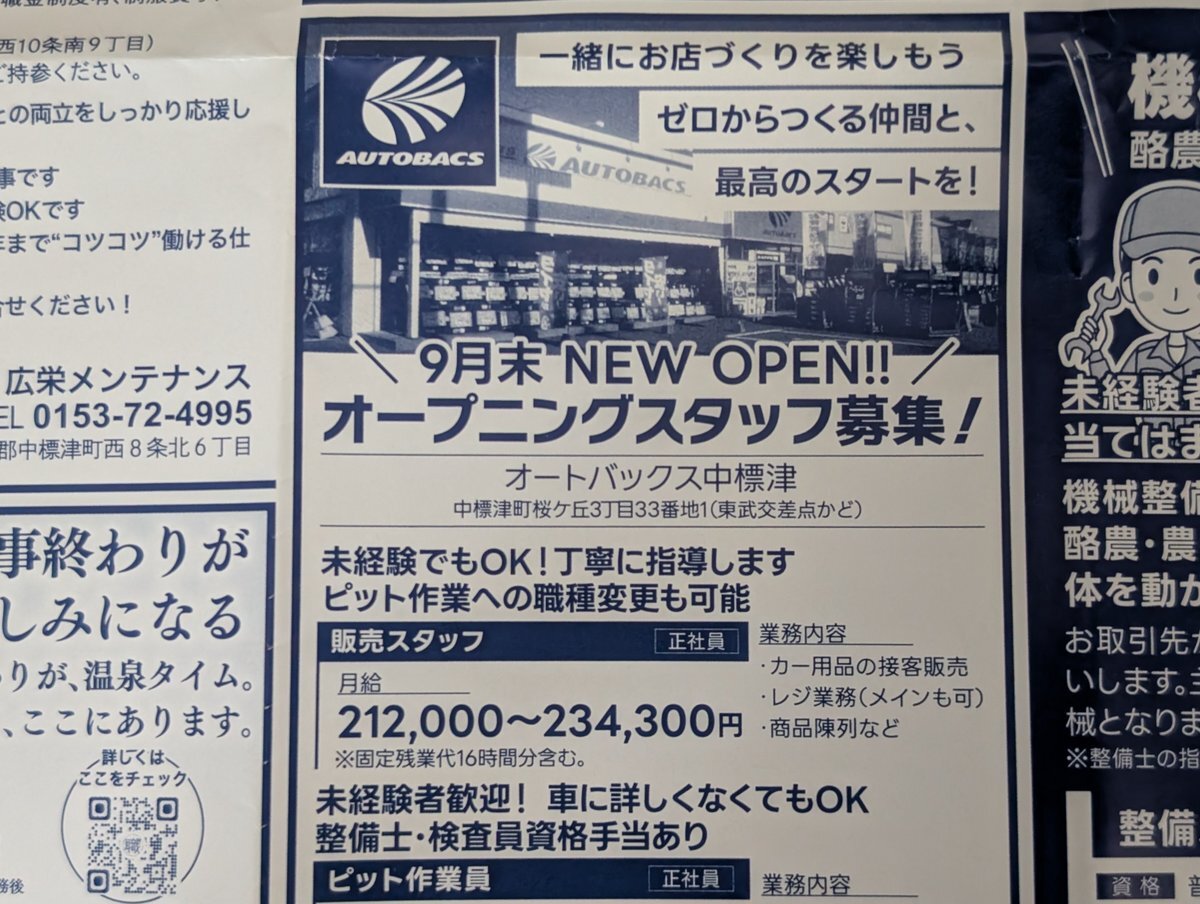 西10条南9丁目)
ご持参ください。
との両立をしっかり応援し
事です
験OKです
年まで“コツコツ”働ける仕
合せください!
広栄メンテナンス
TEL 0153-72-4995
郡中標津町西8条北6丁目
事終わりが
しみになる
りが、温泉タイム。
、ここにあります。
詳しくは
ここをチェック
職
務後
AUTOBACS
一緒にお店づくりを楽しもう
ゼロからつくる仲間と、
最高のスタートを!
AUTOBACS
AUTOBACS
\ 9月末 NEW OPEN!! /
オープニングスタッフ募集!
オートバックス中標津
中標津町桜ケ丘3丁目33番地1(東武交差点かど)
未経験でもOK!丁寧に指導します
ピット作業への職種変更も可能
販売スタッフ 正社員
月給
212,000〜234,300円
※固定残業代16時間分含む。
業務内容
・カー用品の接客販売
・レジ業務(メインも可)
・商品陳列など
未経験者歓迎! 車に詳しくなくてもOK
整備士・検査員資格手当あり
ピット作業員 正社員
業務内容
機
酪農
未経験者
当てはま
機械整備
酪農・農
体を動か
お取引先
いします。
械となりま
※整備士の指
整備
資格 普